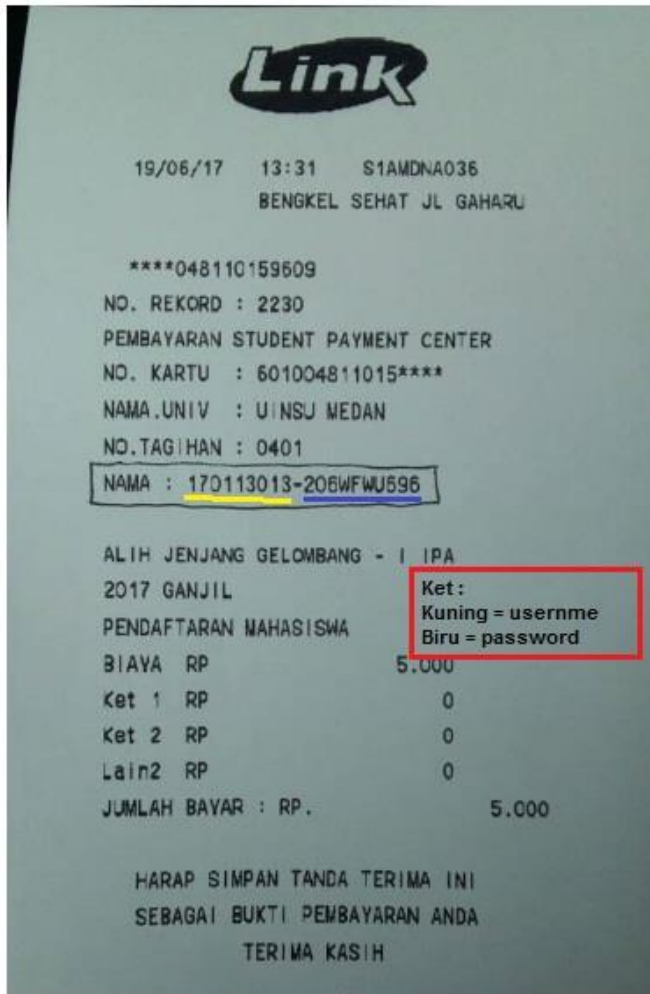 Link
19/06/17 13:31 S1AMDNA036
BENGKEL SEHAT JL GAHARU
****048110159609
NO. REKORD : 2230
PEMBAYARAN STUDENT PAYMENT CENTER
NO. KARTU : 601004811015****
NAMA.UNIV : UINSU MEDAN
NO.TAGIHAN : 0401
NAMA : 170113013-206WFWU596
ALIH JENJANG GELOMBANG - I IPA
2017 GANJIL
PENDAFTARAN MAHASISWA
Ket :
Kuning = usernme
Biru = password
BIAYA RP 5.000
Ket 1 RP 0
Ket 2 RP 0
Lain2 RP 0
JUMLAH BAYAR : RP. 5.000
HARAP SIMPAN TANDA TERIMA INI
SEBAGAI BUKTI PEMBAYARAN ANDA
TERIMA KASIH